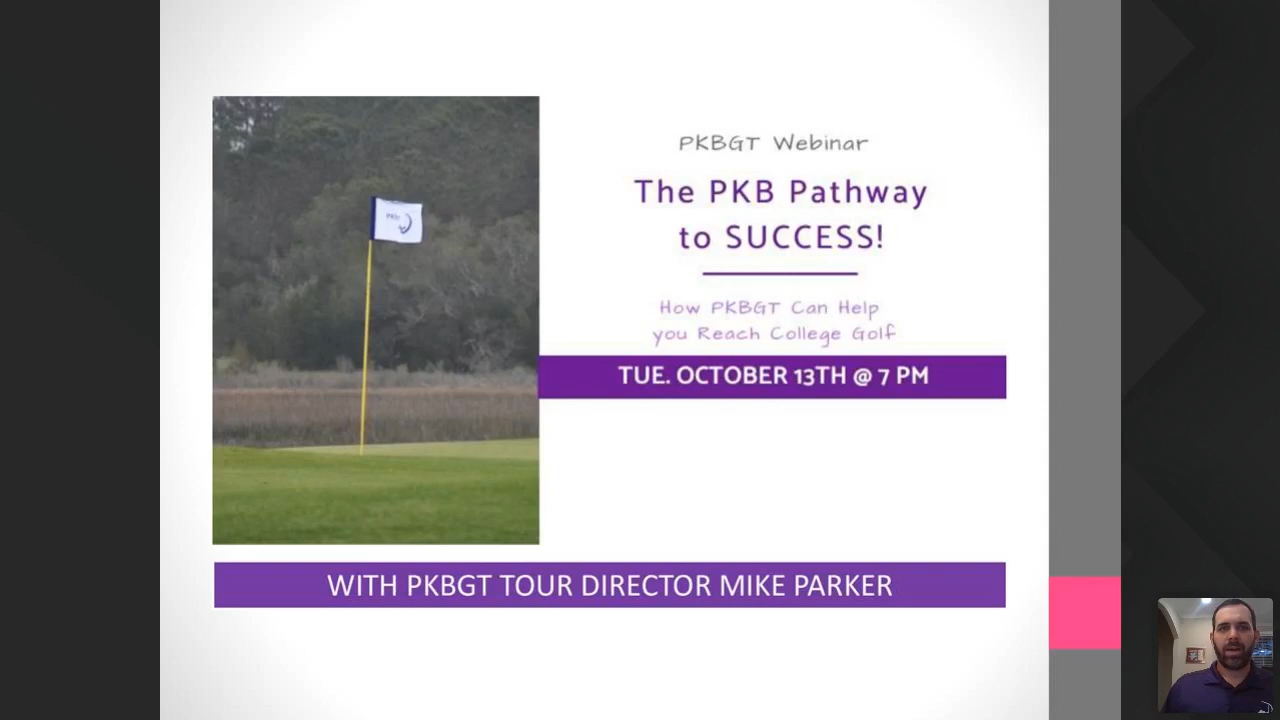 PKBGT Webinar
The PKB Pathway
to SUCCESS!
How PKBGT Can Help
you Reach College Golf
TUE. OCTOBER 13TH @ 7 PM
WITH PKBGT TOUR DIRECTOR MIKE PARKER